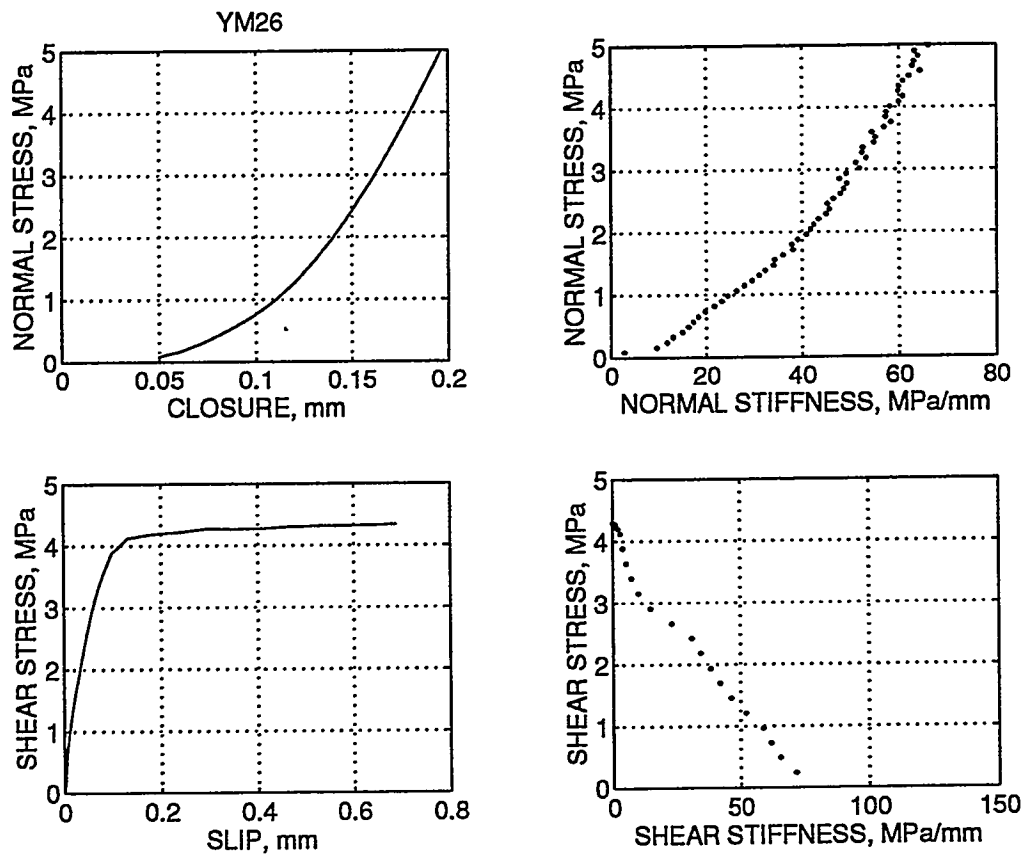 YM26
NORMAL STRESS, MPa
5
4
3
2
1
0
0 0.05 0.1 0.15 0.2
CLOSURE, mm
NORMAL STRESS, MPa
5
4
3
2
1
0
0 20 40 60 80
NORMAL STIFFNESS, MPa/mm
SHEAR STRESS, MPa
5
4
3
2
1
0
0 0.2 0.4 0.6 0.8
SLIP, mm
SHEAR STRESS, MPa
5
4
3
2
1
0
0 50 100 150
SHEAR STIFFNESS, MPa/mm